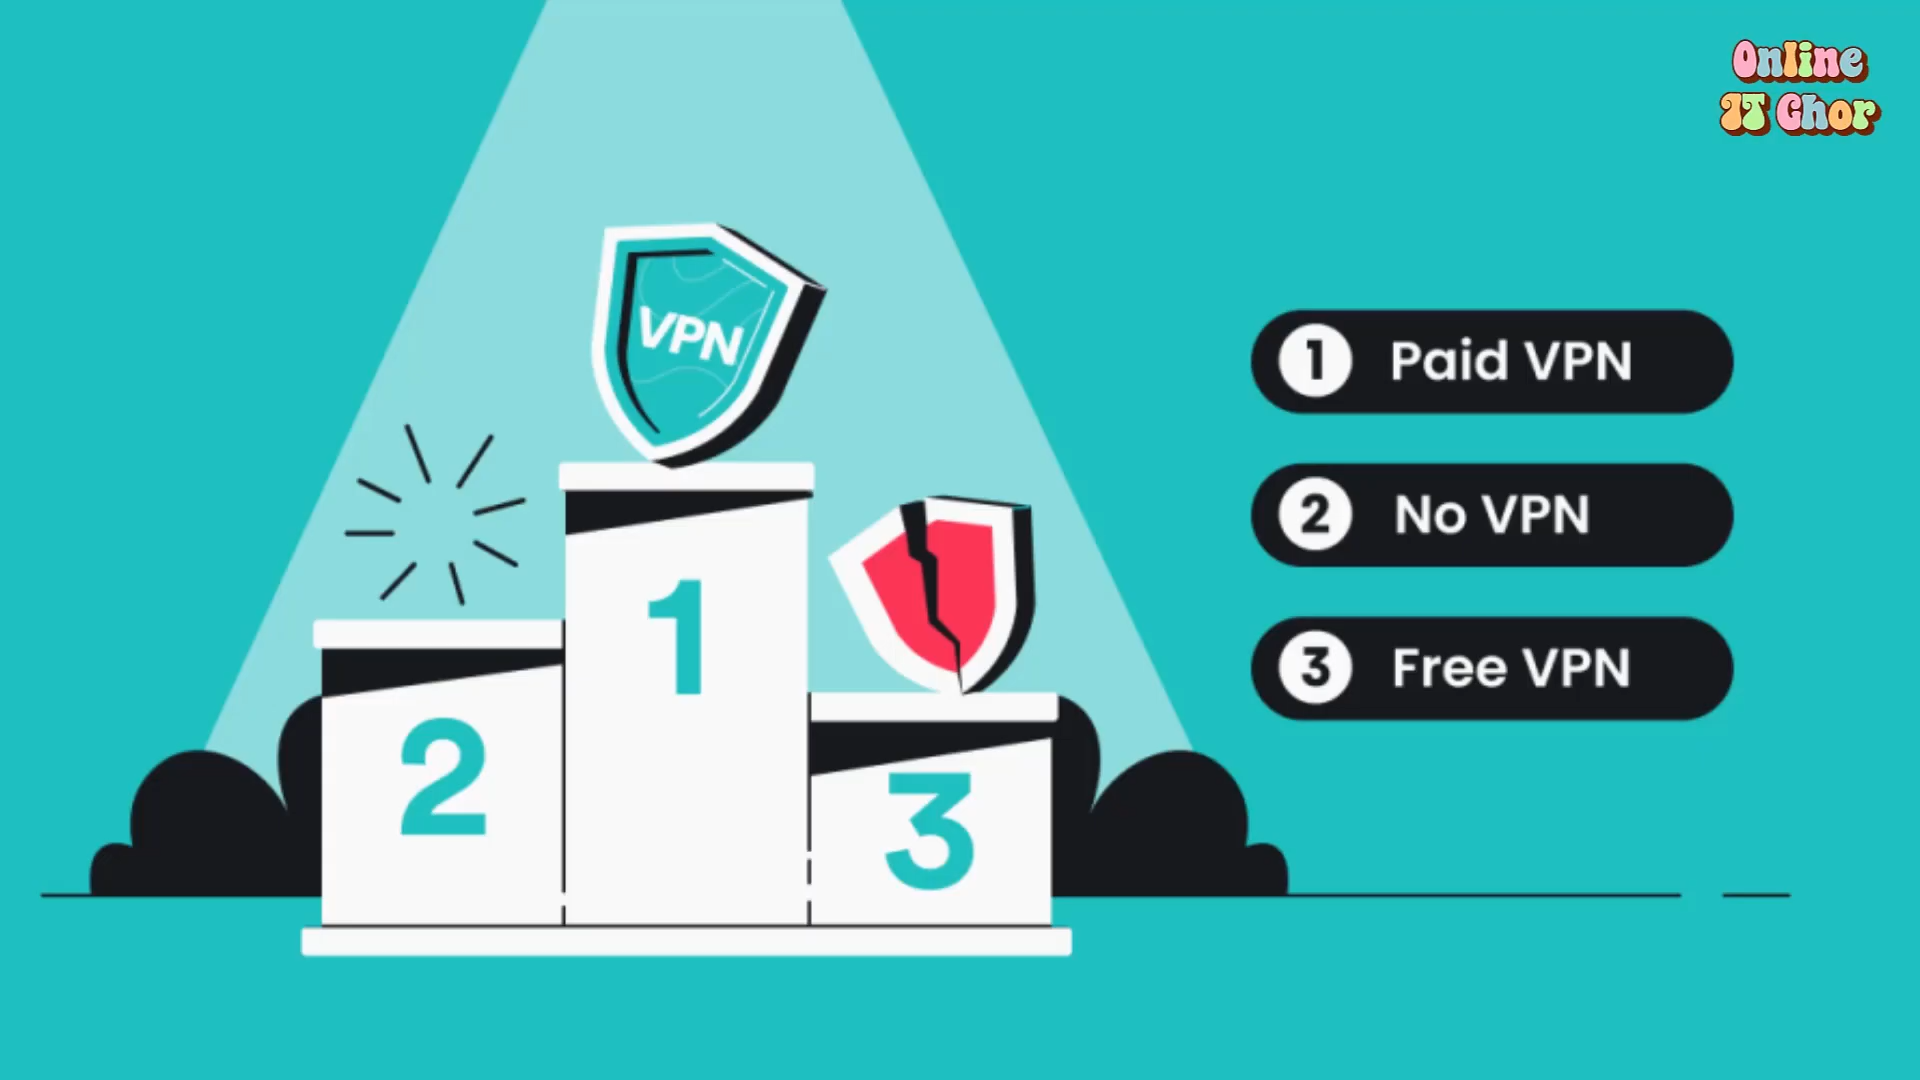 Online
IT Ghor
VPN
1
2
3
1 Paid VPN
2 No VPN
3 Free VPN